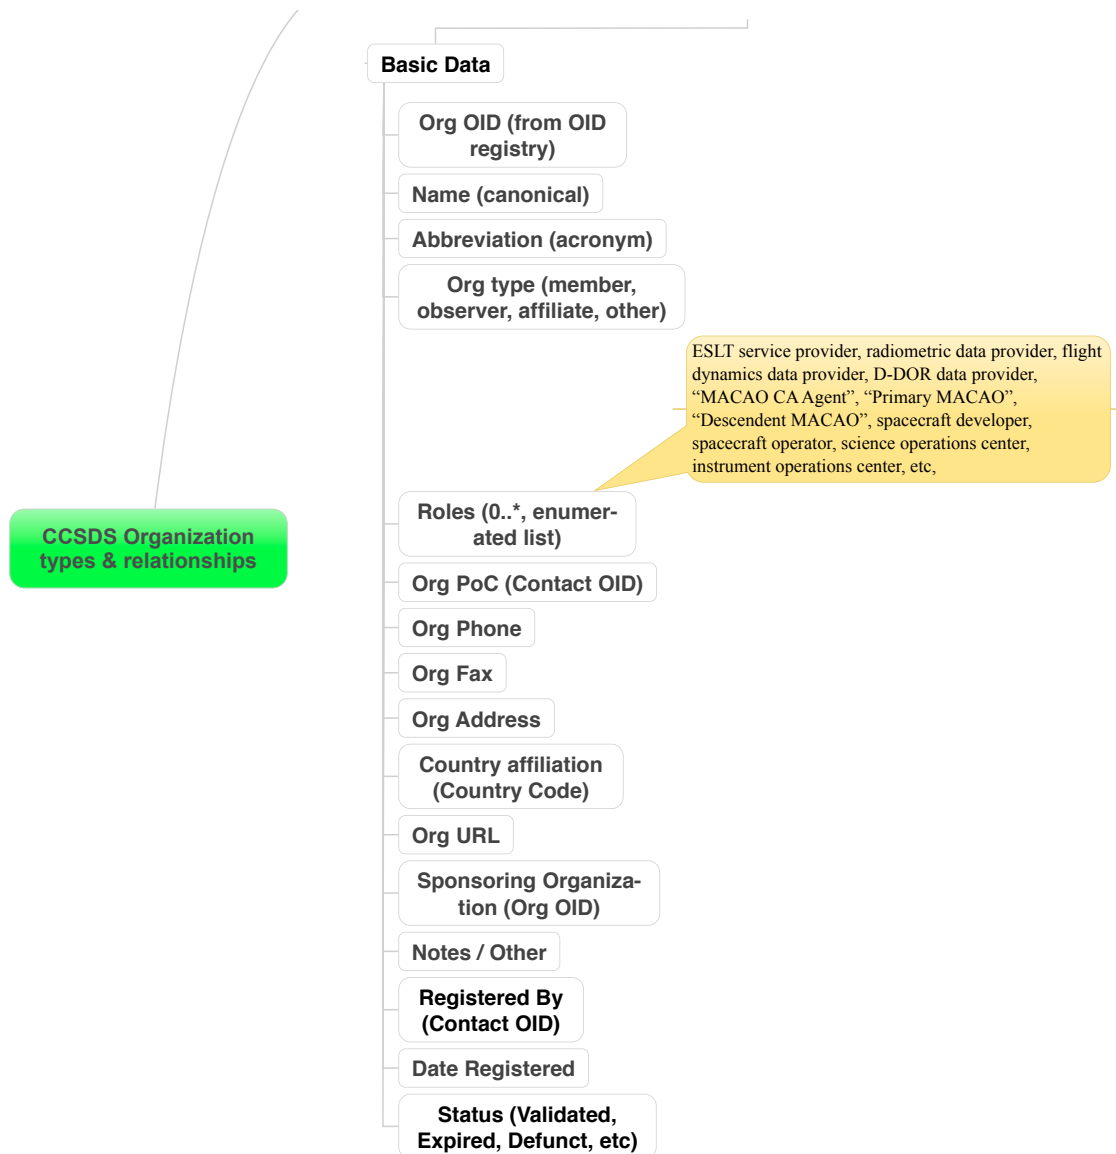 Basic Data
Org OID (from OID
registry)
Name (canonical)
Abbreviation (acronym)
Org type (member,
observer, affiliate, other)
ESLT service provider, radiometric data provider, flight
dynamics data provider, D-DOR data provider,
“MACAO CA Agent”, “Primary MACAO”,
“Descendent MACAO”, spacecraft developer,
spacecraft operator, science operations center,
instrument operations center, etc,
Roles (0..*, enumer-
ated list)
CCSDS Organization
types & relationships
Org PoC (Contact OID)
Org Phone
Org Fax
Org Address
Country affiliation
(Country Code)
Org URL
Sponsoring Organiza-
tion (Org OID)
Notes / Other
Registered By
(Contact OID)
Date Registered
Status (Validated,
Expired, Defunct, etc)